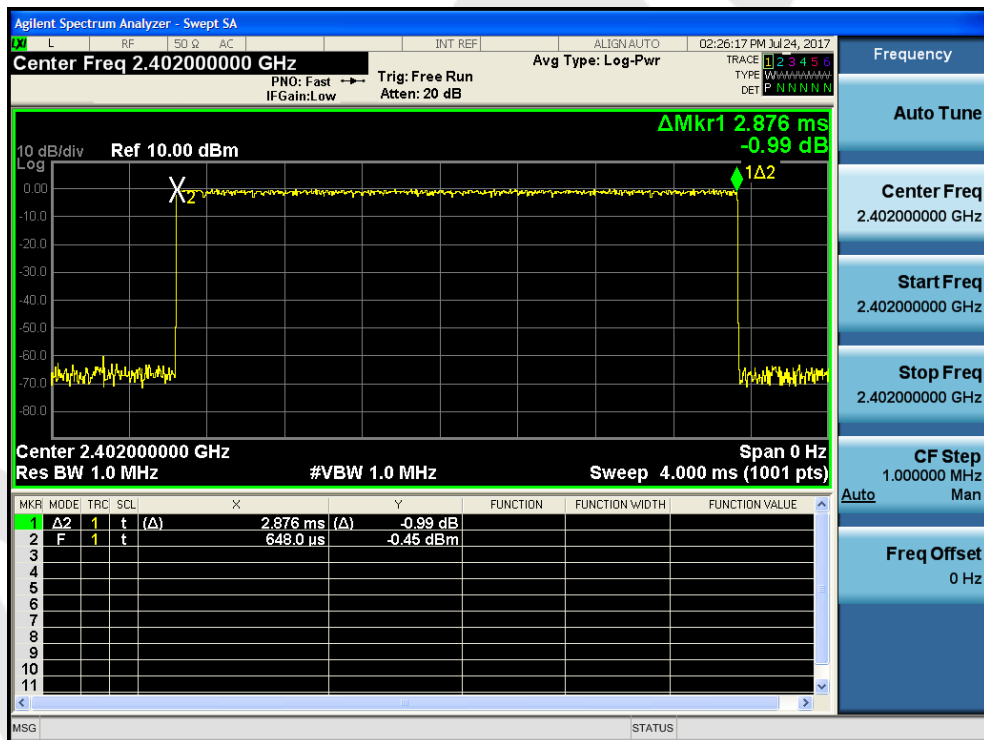 Agilent Spectrum Analyzer - Swept SA
LXI L RF 50 Ω AC INT REF ALIGN AUTO 02:26:17 PM Jul 24, 2017
Center Freq 2.402000000 GHz
PNO: Fast
IFGain:Low
Trig: Free Run
Atten: 20 dB
Avg Type: Log-Pwr
TRACE 1 2 3 4 5 6
TYPE
DET P N N N N N
Frequency
ΔMkr1 2.876 ms
-0.99 dB
10 dB/div Ref 10.00 dBm
Log
0.00
-10.0
-20.0
-30.0
-40.0
-50.0
-60.0
-70.0
-80.0
X2
1Δ2
Center 2.402000000 GHz Span 0 Hz
Res BW 1.0 MHz #VBW 1.0 MHz Sweep 4.000 ms (1001 pts)
MKR MODE TRC SCL X Y FUNCTION FUNCTION WIDTH FUNCTION VALUE
1 Δ2 1 t (Δ) 2.876 ms (Δ) -0.99 dB
2 F 1 t 648.0 µs -0.45 dBm
3
4
5
6
7
8
9
10
11
MSG STATUS
Auto Tune
Center Freq
2.402000000 GHz
Start Freq
2.402000000 GHz
Stop Freq
2.402000000 GHz
CF Step
1.000000 MHz
Auto Man
Freq Offset
0 Hz